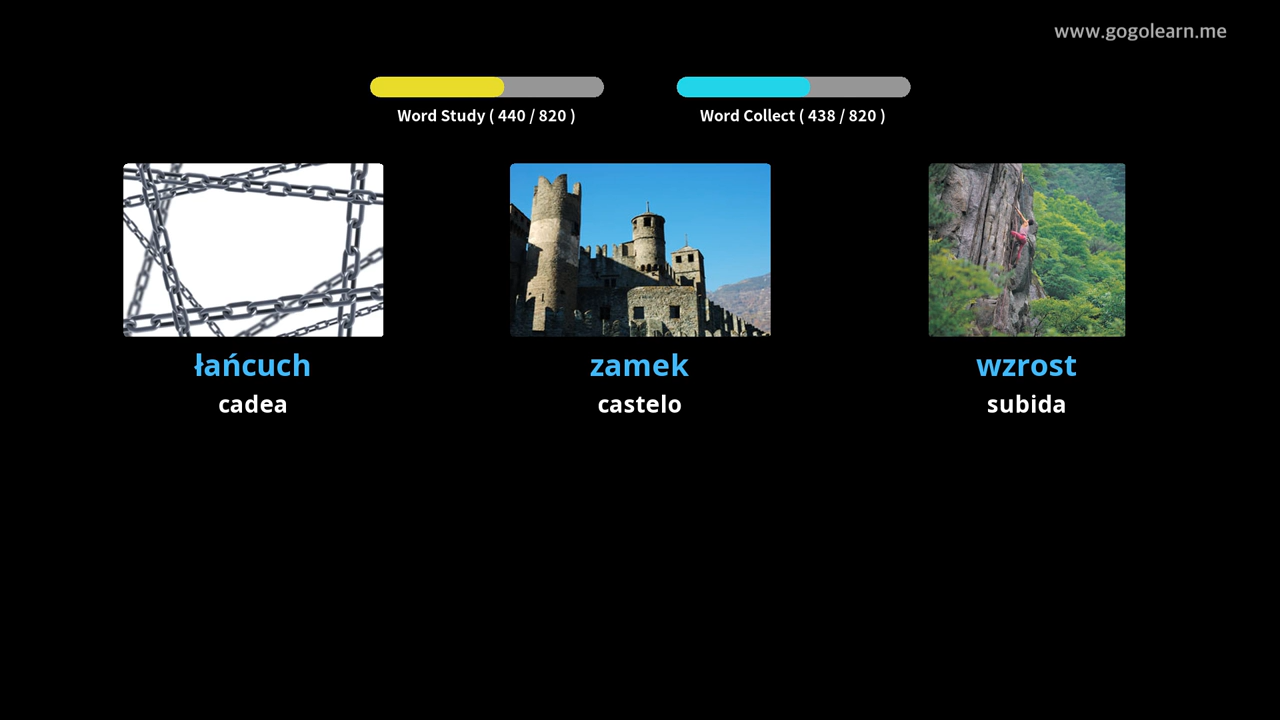 www.gogolearn.me
Word Study ( 440 / 820 )
Word Collect ( 438 / 820 )
łańcuch
cadea
zamek
castelo
wzrost
subida